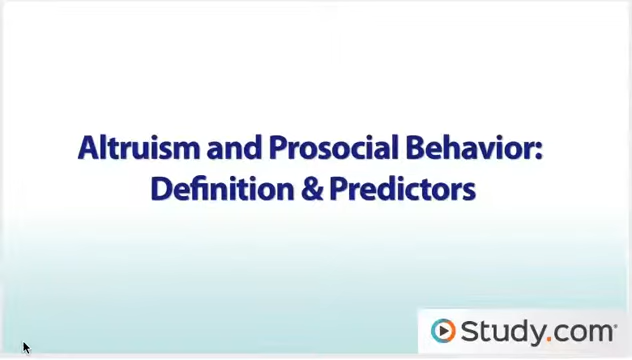 Altruism and Prosocial Behavior:
Definition & Predictors
Study.com